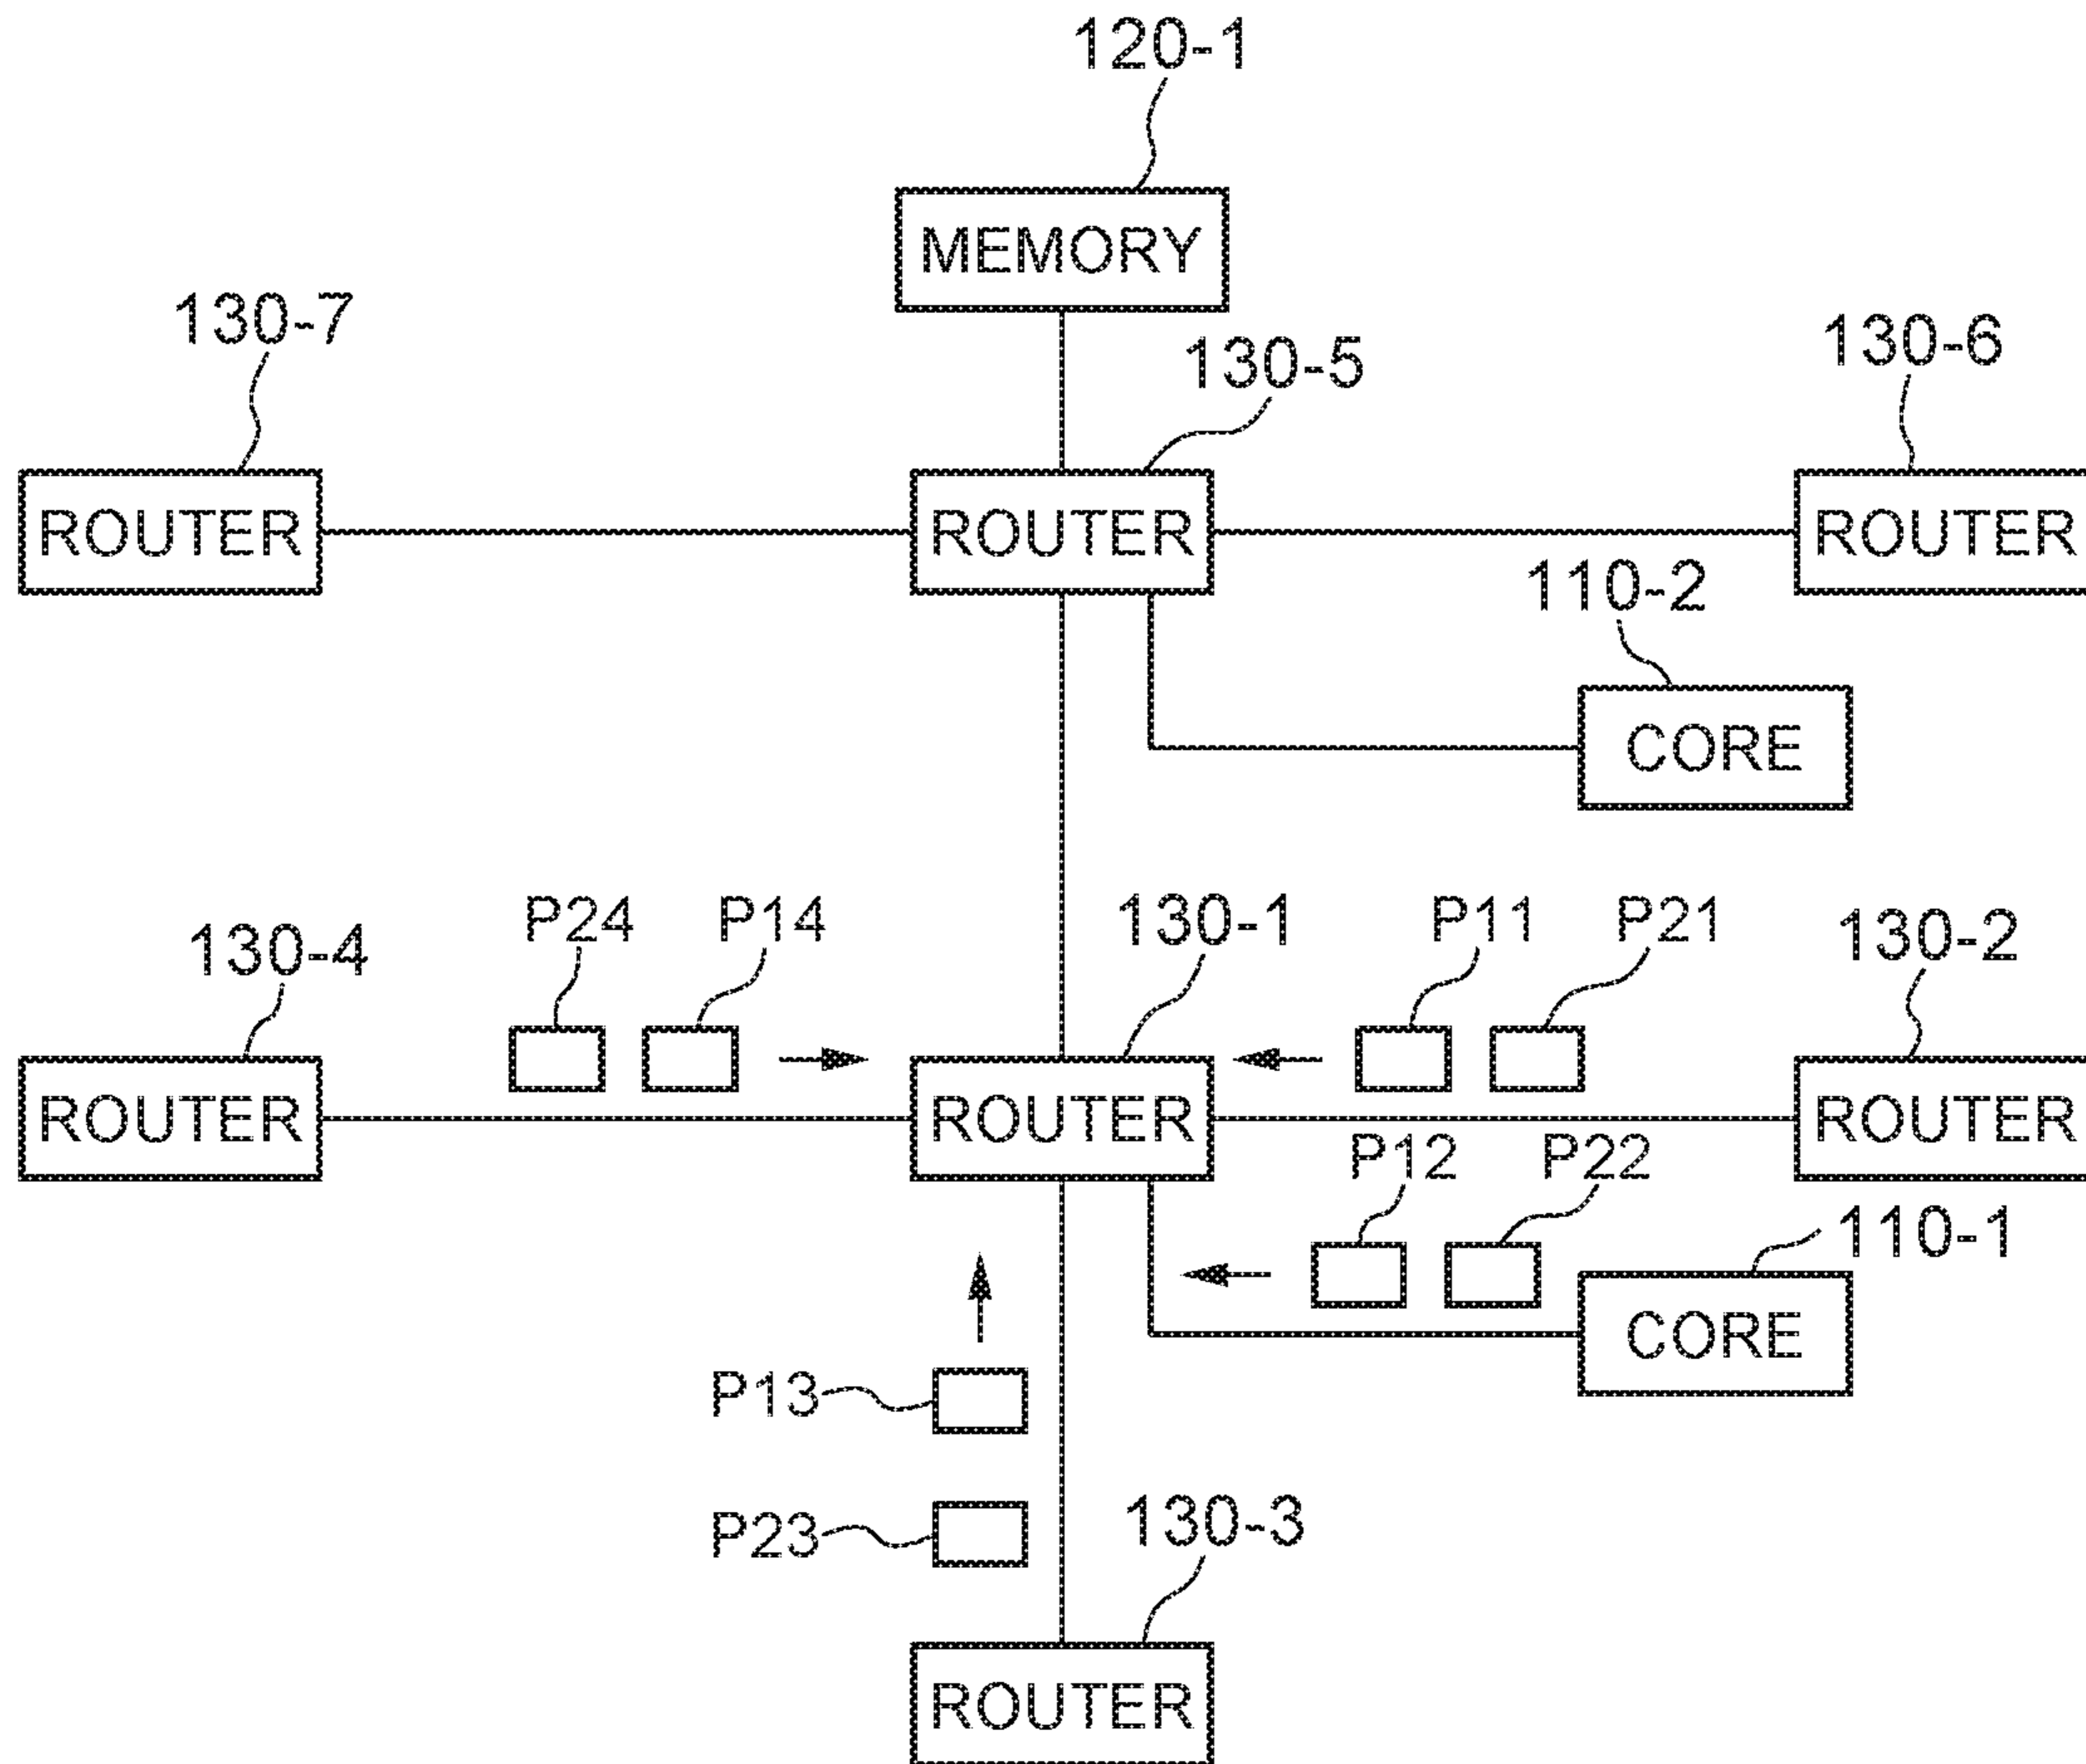 120-1
MEMORY
130-7
130-5
130-6
ROUTER
ROUTER
ROUTER
110-2
CORE
P24
P14
130-1
P11
P21
130-4
130-2
ROUTER
ROUTER
ROUTER
P12
P22
110-1
CORE
P13
P23
130-3
ROUTER